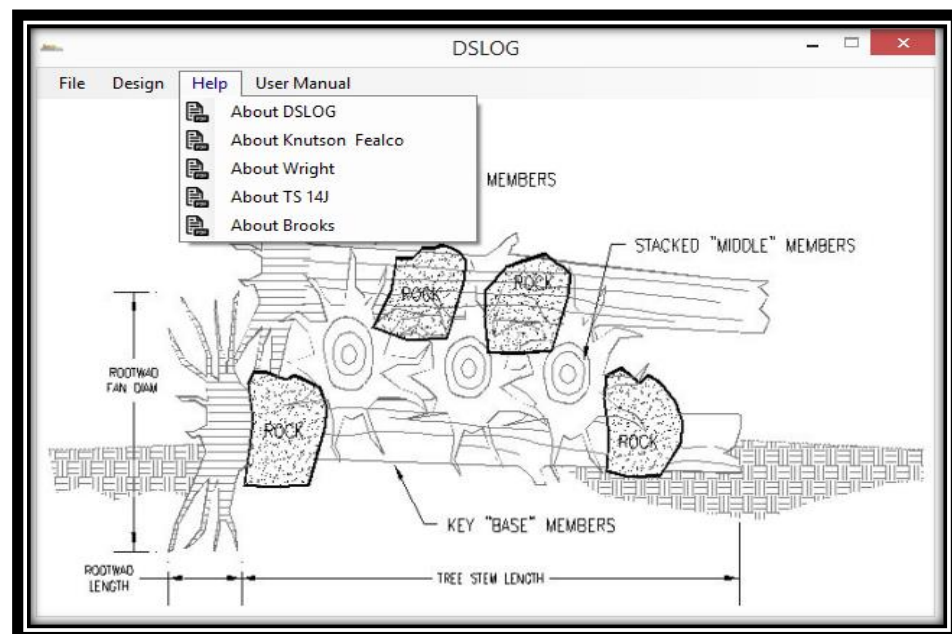 DSLOG
File Design Help User Manual
About DSLOG
About Knutson Fealco
About Wright
About TS 14J
About Brooks
MEMBERS
STACKED "MIDDLE" MEMBERS
ROCK
ROCK
ROOTWAD
FAN DIAM
ROCK
ROCK
KEY "BASE" MEMBERS
ROOTWAD
LENGTH
TREE STEM LENGTH